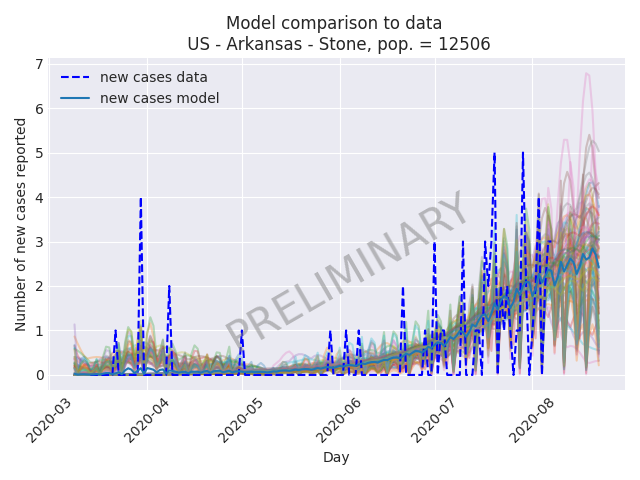 Model comparison to data
US - Arkansas - Stone, pop. = 12506
7
6
5
4
3
2
1
0
Number of new cases reported
new cases data
new cases model
PRELIMINARY
2020-03
2020-04
2020-05
2020-06
2020-07
2020-08
Day